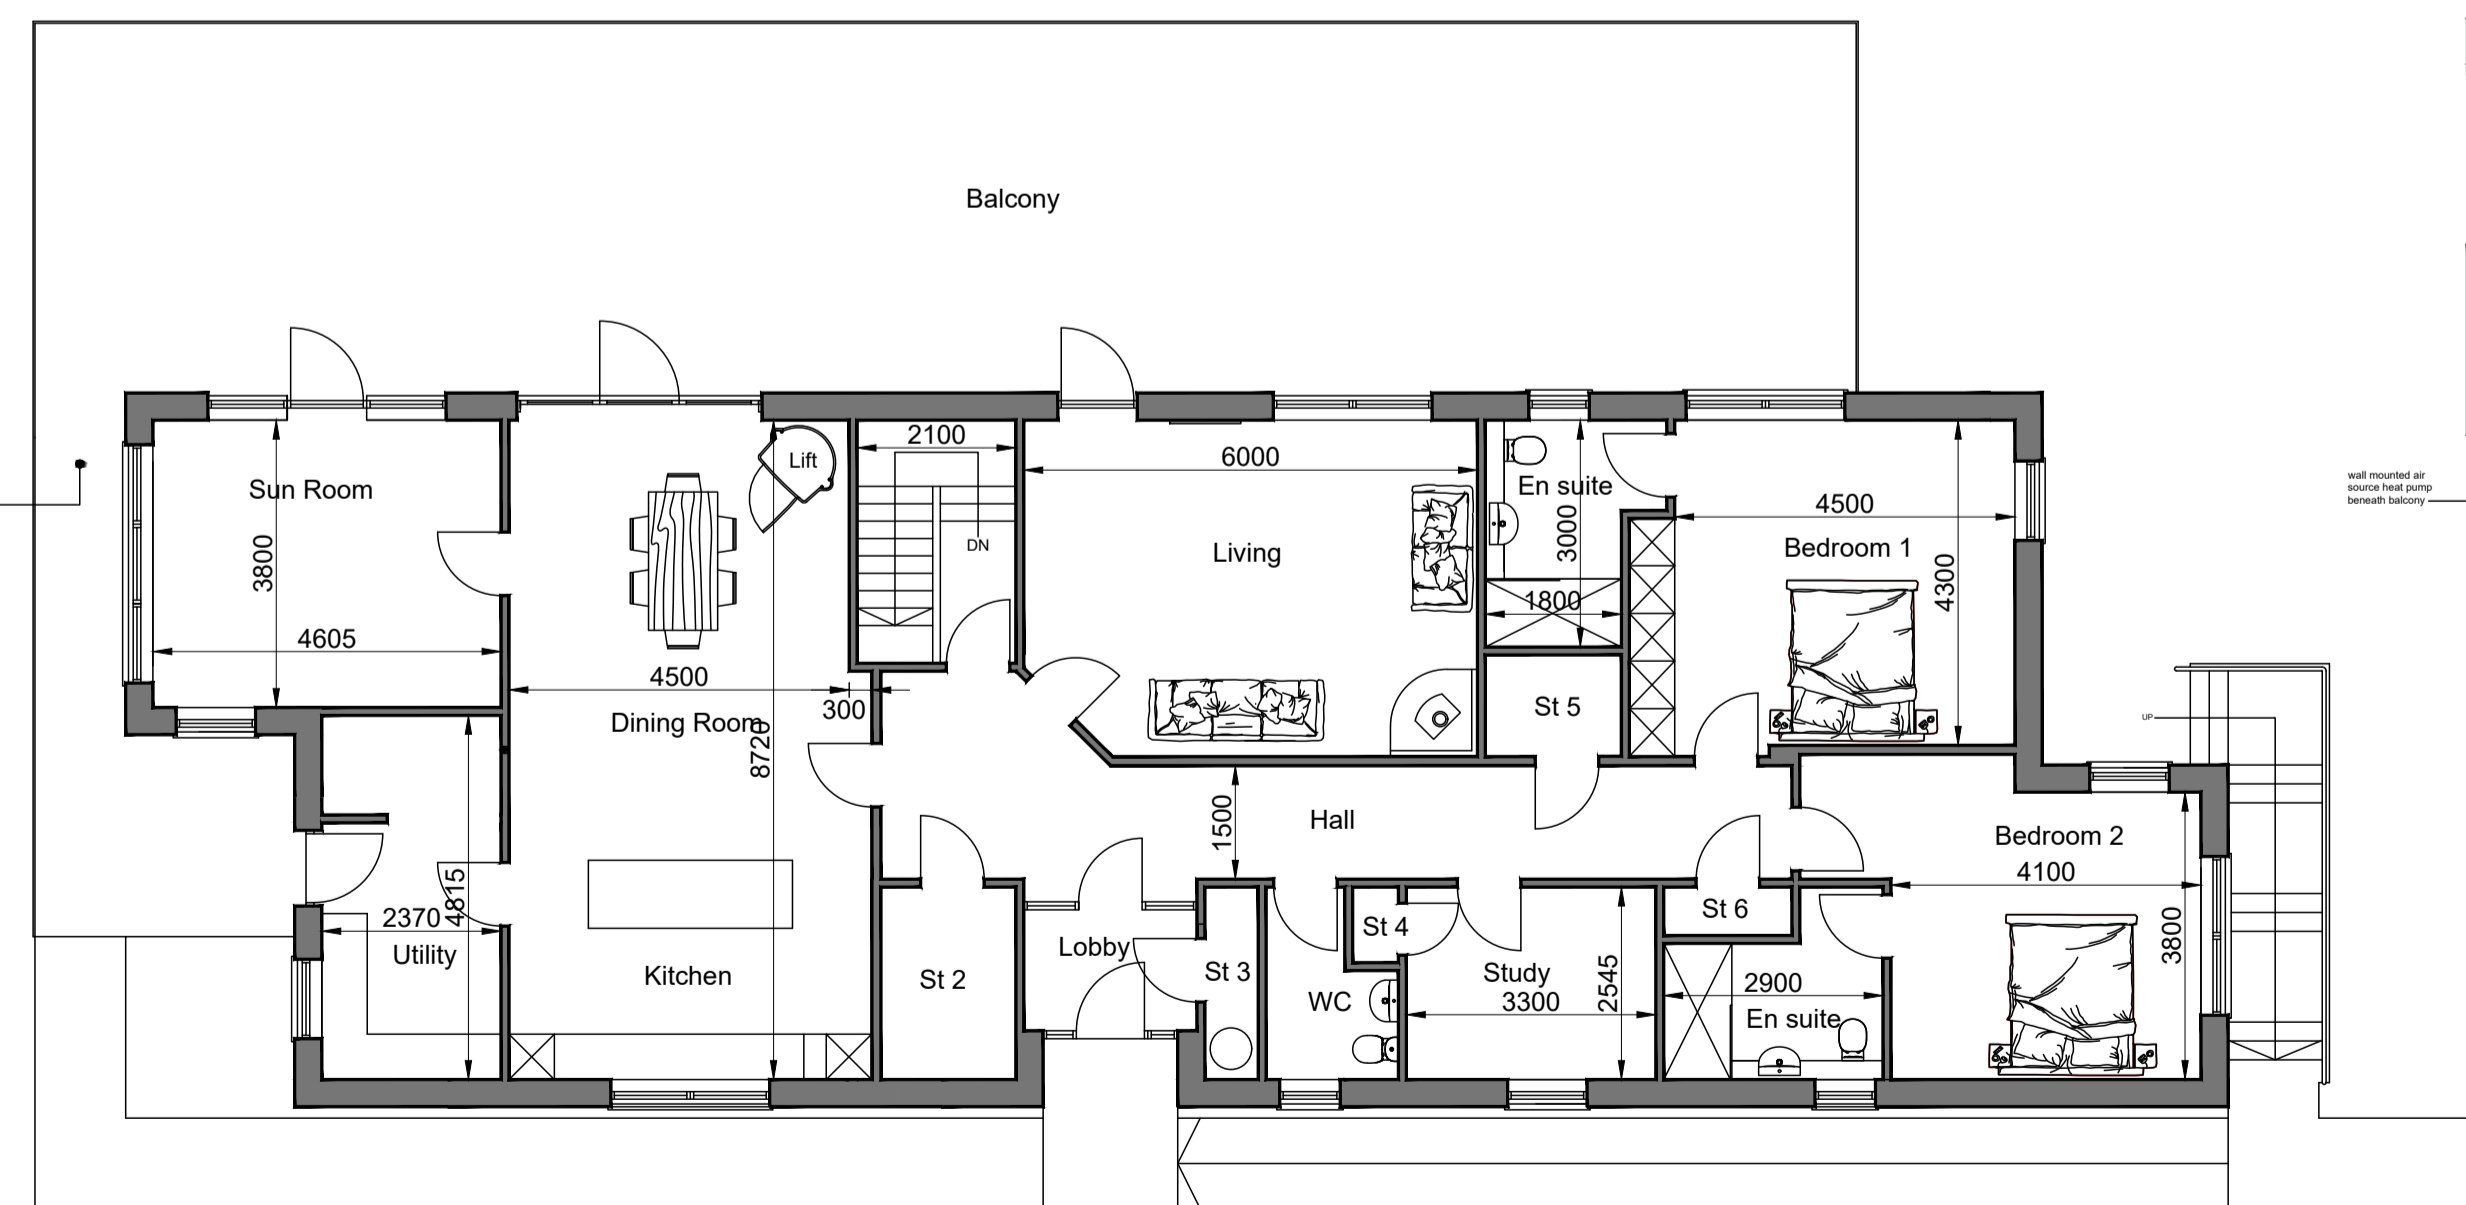 Balcony
Lift
2100
6000
En suite
wall mounted air
source heat pump
beneath balcony
Sun Room
3800
DN
Living
3000
4500
Bedroom 1
4300
1800
4605
4500
300
Dining Room
8720
St 5
UP
1500
Hall
Bedroom 2
4100
4815
2370
Utility
Kitchen
St 2
Lobby
St 3
St 4
WC
Study
3300
2545
St 6
2900
En suite
3800